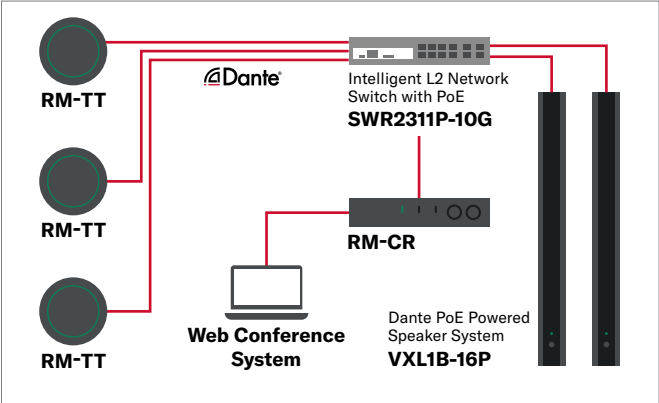 RM-TT
Dante
Intelligent L2 Network
Switch with PoE
SWR2311P-10G
RM-TT
RM-CR
RM-TT
Web Conference
System
Dante PoE Powered
Speaker System
VXL1B-16P